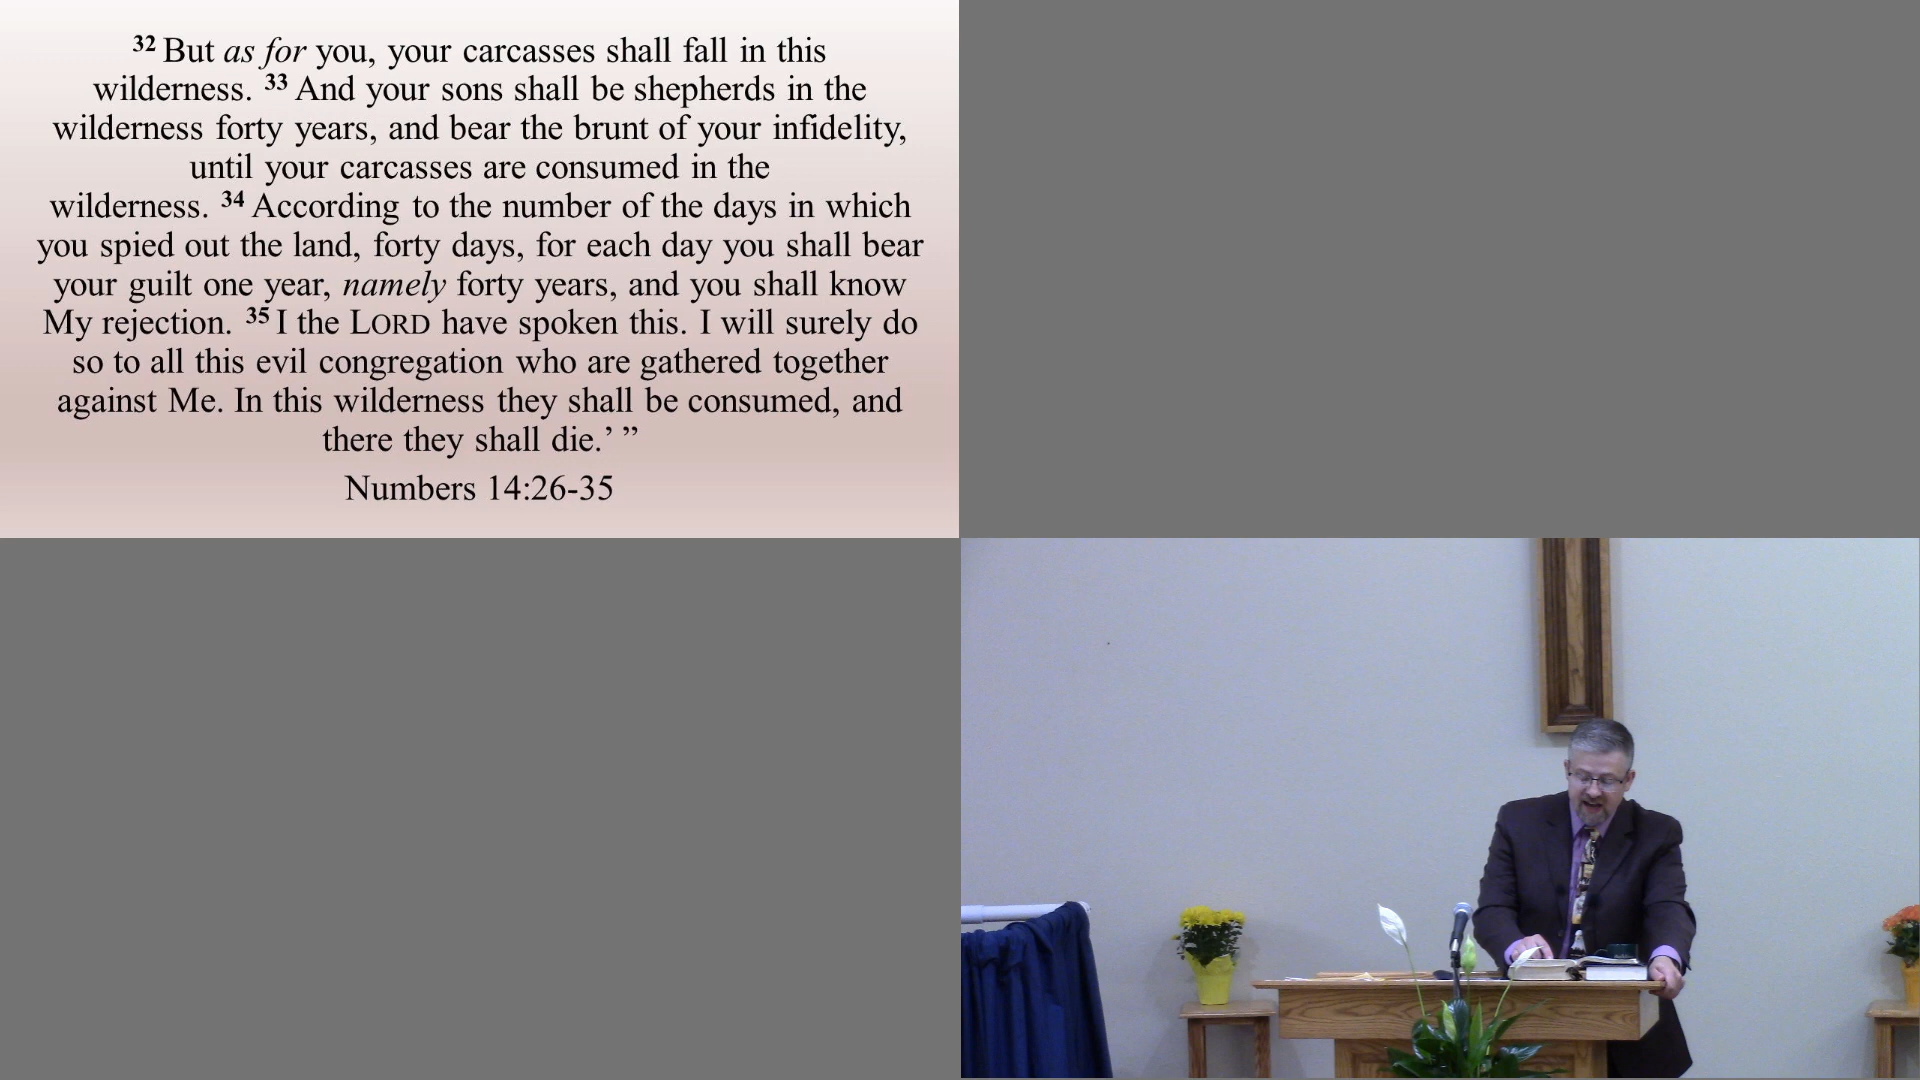 32 But as for you, your carcasses shall fall in this
wilderness. 33 And your sons shall be shepherds in the
wilderness forty years, and bear the brunt of your infidelity,
until your carcasses are consumed in the
wilderness. 34 According to the number of the days in which
you spied out the land, forty days, for each day you shall bear
your guilt one year, namely forty years, and you shall know
My rejection. 35 I the LORD have spoken this. I will surely do
so to all this evil congregation who are gathered together
against Me. In this wilderness they shall be consumed, and
there they shall die.’ ”
Numbers 14:26-35